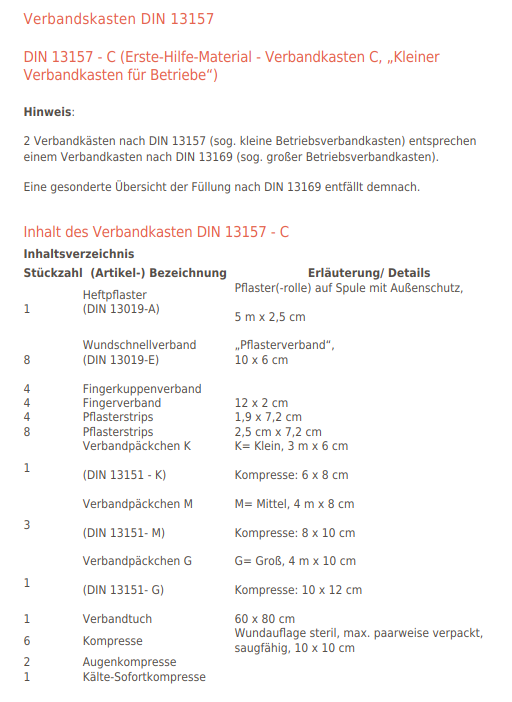 Verbandskasten DIN 13157
DIN 13157 - C (Erste-Hilfe-Material - Verbandkasten C, „Kleiner
Verbandkasten für Betriebe“)
Hinweis:
2 Verbandkästen nach DIN 13157 (sog. kleine Betriebsverbandkasten) entsprechen
einem Verbandkasten nach DIN 13169 (sog. großer Betriebsverbandkasten).
Eine gesonderte Übersicht der Füllung nach DIN 13169 entfällt demnach.
Inhalt des Verbandkasten DIN 13157 - C
Inhaltsverzeichnis
Stückzahl (Artikel-) Bezeichnung Erläuterung/ Details
Heftpflaster Pflaster(-rolle) auf Spule mit Außenschutz,
1 (DIN 13019-A) 5 m x 2,5 cm
Wundschnellverband „Pflasterverband“,
8 (DIN 13019-E) 10 x 6 cm
4 Fingerkuppenverband
4 Fingerverband 12 x 2 cm
4 Pflasterstrips 1,9 x 7,2 cm
8 Pflasterstrips 2,5 cm x 7,2 cm
Verbandpäckchen K K= Klein, 3 m x 6 cm
1
(DIN 13151 - K) Kompresse: 6 x 8 cm
Verbandpäckchen M M= Mittel, 4 m x 8 cm
3
(DIN 13151- M) Kompresse: 8 x 10 cm
Verbandpäckchen G G= Groß, 4 m x 10 cm
1
(DIN 13151- G) Kompresse: 10 x 12 cm
1 Verbandtuch 60 x 80 cm
6 Kompresse Wundauflage steril, max. paarweise verpackt,
saugfähig, 10 x 10 cm
2 Augenkompresse
1 Kälte-Sofortkompresse